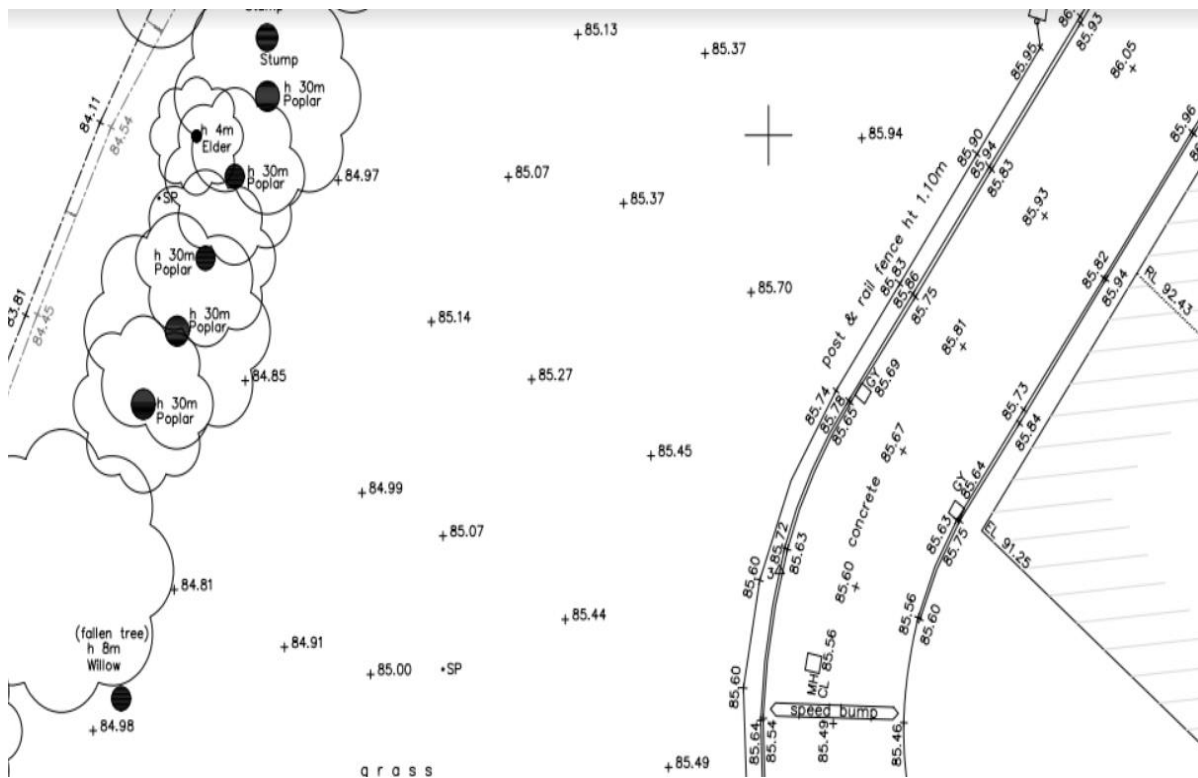 Stump
Stump
h 30m
Poplar
h 4m
Elder
h 30m
Poplar
SP
h 30m
Poplar
h 30m
Poplar
h 30m
Poplar
(fallen tree)
h 8m
Willow
84.11
84.54
83.81
84.45
85.13
85.37
85.94
84.97
85.07
85.37
85.70
85.14
84.85
85.27
85.45
84.99
85.07
84.81
85.44
84.91
85.00
SP
84.98
85.49
grass
post & rail fence ht 1.10m
85.95
85.93
86.05
85.90
85.94
85.83
85.93
85.96
85.83
85.86
85.75
85.82
85.94
RL 92.43
85.81
85.74
85.78
85.65
GY
85.69
85.73
85.84
85.67
concrete
GY
85.64
85.63
85.75
EL 91.25
85.72
85.63
85.60
85.60
85.56
85.60
MH
CL 85.56
85.60
speed bump
85.64
85.54
85.49
85.46